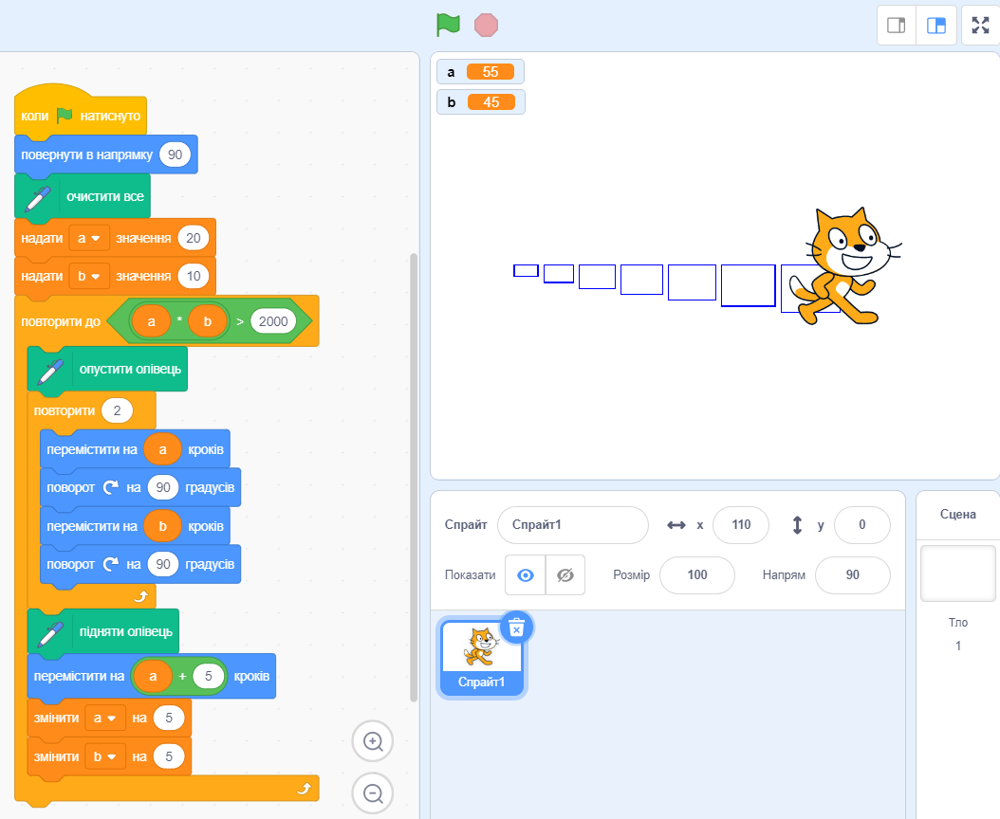 коли натиснуто
повернути в напрямку 90
очистити все
надати a значення 20
надати b значення 10
повторити до a * b > 2000
опустити олівець
повторити 2
перемістити на a кроків
поворот на 90 градусів
перемістити на b кроків
поворот на 90 градусів
підняти олівець
перемістити на a + 5 кроків
змінити a на 5
змінити b на 5
a 55
b 45
Спрайт Спрайт1 x 110 y 0
Показати Розмір 100 Напрям 90
Спрайт1
Сцена
Тло
1